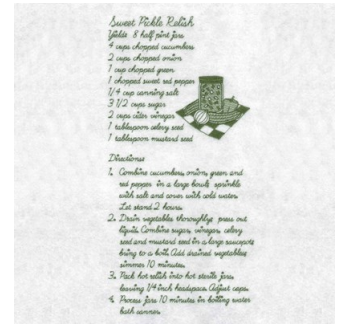 Sweet Pickle Relish
Yields 8 half pint jars
4 cups chopped cucumbers
2 cups chopped onion
1 cup chopped green
1 chopped sweet red pepper
1/4 cup canning salt
3 1/2 cups sugar
2 cups cider vinegar
1 tablespoon celery seed
1 tablespoon mustard seed
Directions
1. Combine cucumbers, onion, green and
red pepper in a large bowl; sprinkle
with salt and cover with cold water.
Let stand 2 hours.
2. Drain vegetables thoroughly; press out
liquid. Combine sugar, vinegar, celery
seed and mustard seed in a large saucepot;
bring to a boil. Add drained vegetables
simmer 10 minutes.
3. Pack hot relish into hot sterile jars,
leaving 1/4 inch headspace. Adjust caps.
4. Process jars 10 minutes in boiling water
bath canner.